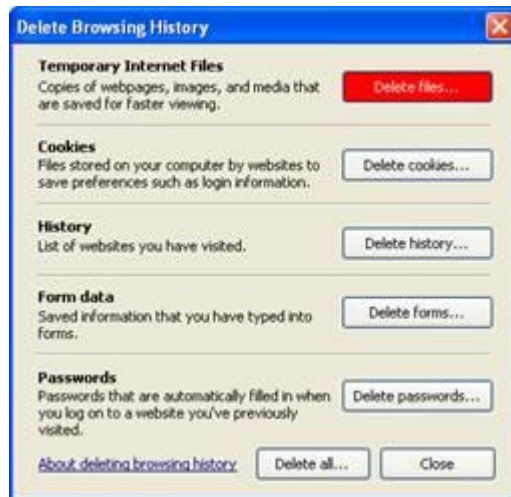 Delete Browsing History
Temporary Internet Files
Copies of webpages, images, and media that
are saved for faster viewing.
Delete files...
Cookies
Files stored on your computer by websites to
save preferences such as login information.
Delete cookies...
History
List of websites you have visited.
Delete history...
Form data
Saved information that you have typed into
forms.
Delete forms...
Passwords
Passwords that are automatically filled in when
you log on to a website you've previously
visited.
Delete passwords...
About deleting browsing history
Delete all...
Close